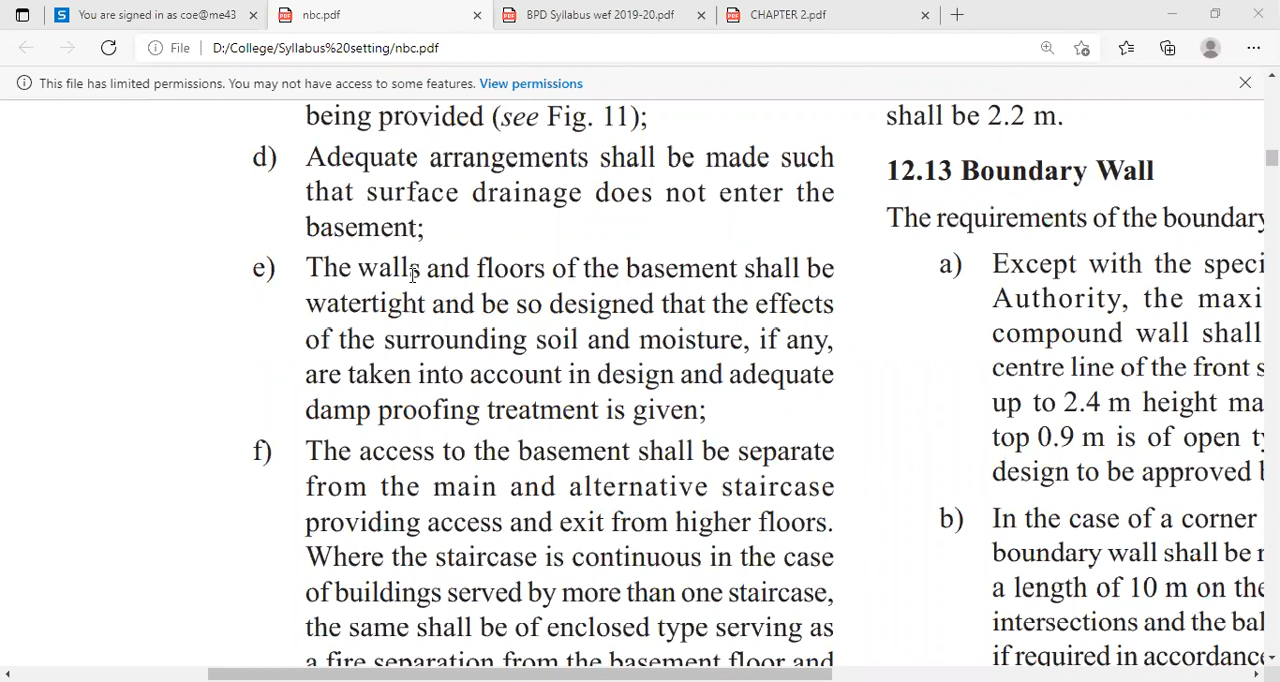 You are signed in as coe@me43
nbc.pdf
BPD Syllabus wef 2019-20.pdf
CHAPTER 2.pdf
File
D:/College/Syllabus%20setting/nbc.pdf
This file has limited permissions. You may not have access to some features. View permissions
being provided (see Fig. 11);
d) Adequate arrangements shall be made such
that surface drainage does not enter the
basement;
e) The walls and floors of the basement shall be
watertight and be so designed that the effects
of the surrounding soil and moisture, if any,
are taken into account in design and adequate
damp proofing treatment is given;
f) The access to the basement shall be separate
from the main and alternative staircase
providing access and exit from higher floors.
Where the staircase is continuous in the case
of buildings served by more than one staircase,
the same shall be of enclosed type serving as
a fire separation from the basement floor and
shall be 2.2 m.
12.13 Boundary Wall
The requirements of the boundary
a) Except with the speci
Authority, the maxi
compound wall shall
centre line of the front s
up to 2.4 m height ma
top 0.9 m is of open ty
design to be approved b
b) In the case of a corner
boundary wall shall be r
a length of 10 m on the
intersections and the bal
if required in accordance